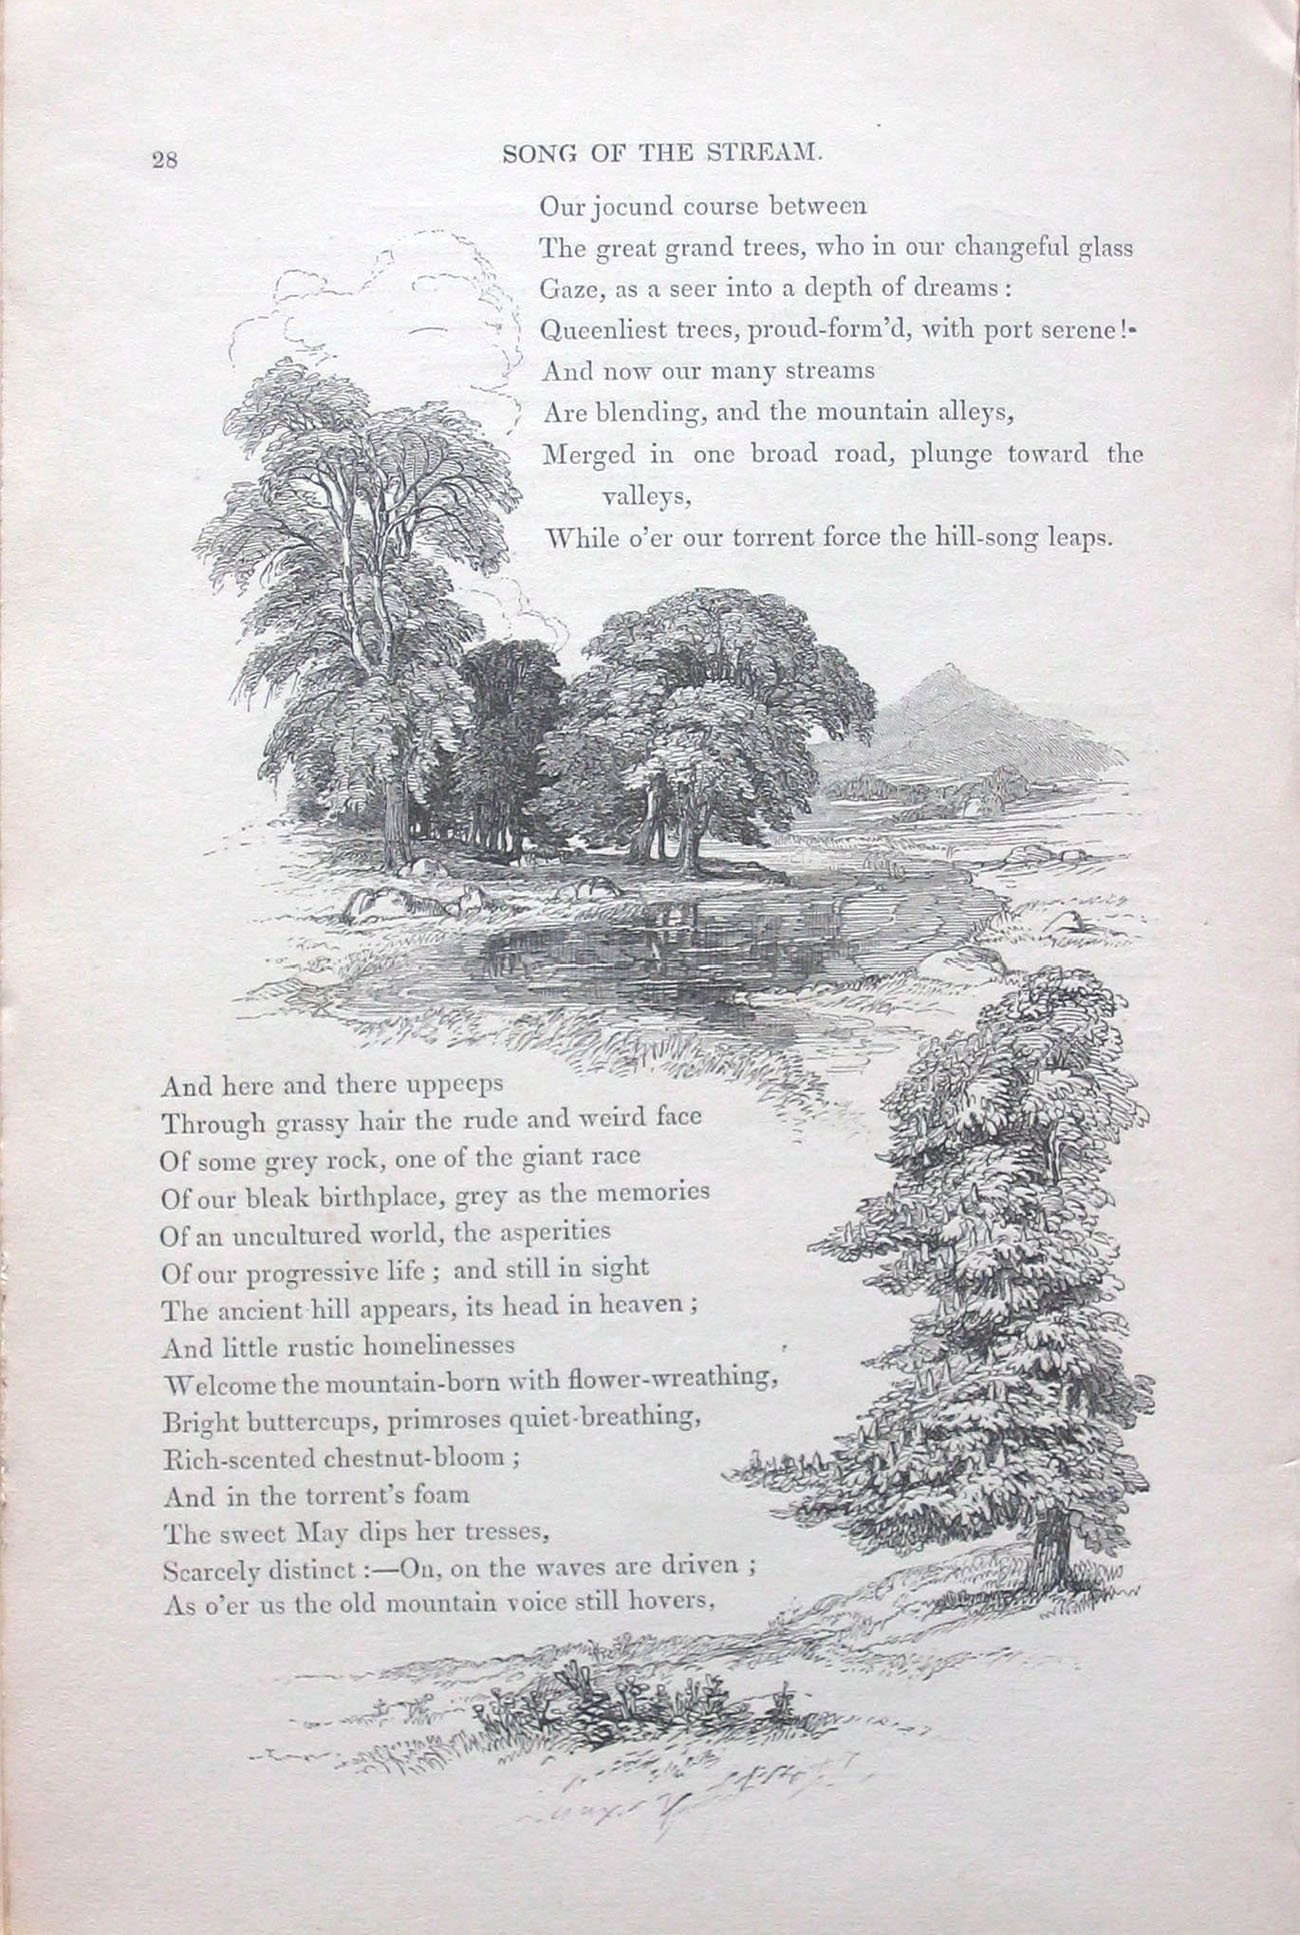 28
SONG OF THE STREAM.
Our jocund course between
The great grand trees, who in our changeful glass
Gaze, as a seer into a depth of dreams :
Queenliest trees, proud-form'd, with port serene!
And now our many streams
Are blending, and the mountain alleys,
Merged in one broad road, plunge toward the
valleys,
While o'er our torrent force the hill-song leaps.
And here and there uppeeps
Through grassy hair the rude and weird face
Of some grey rock, one of the giant race
Of our bleak birthplace, grey as the memories
Of an uncultured world, the asperities
Of our progressive life ; and still in sight
The ancient hill appears, its head in heaven ;
And little rustic homelinesses
Welcome the mountain-born with flower-wreathing,
Bright buttercups, primroses quiet-breathing,
Rich-scented chestnut-bloom ;
And in the torrent's foam
The sweet May dips her tresses,
Scarcely distinct :—On, on the waves are driven ;
As o'er us the old mountain voice still hovers,